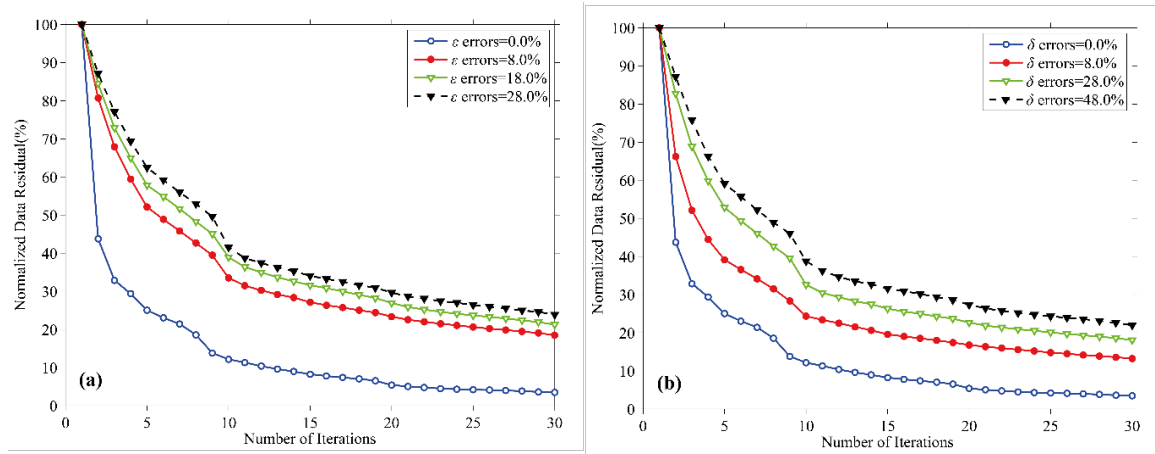 100
90
80
70
60
50
40
30
20
10
0
Normalized Data Residual(%)
ε errors=0.0%
ε errors=8.0%
ε errors=18.0%
ε errors=28.0%
(a)
0 5 10 15 20 25 30
Number of Iterations
100
90
80
70
60
50
40
30
20
10
0
Normalized Data Residual(%)
δ errors=0.0%
δ errors=8.0%
δ errors=28.0%
δ errors=48.0%
(b)
0 5 10 15 20 25 30
Number of Iterations